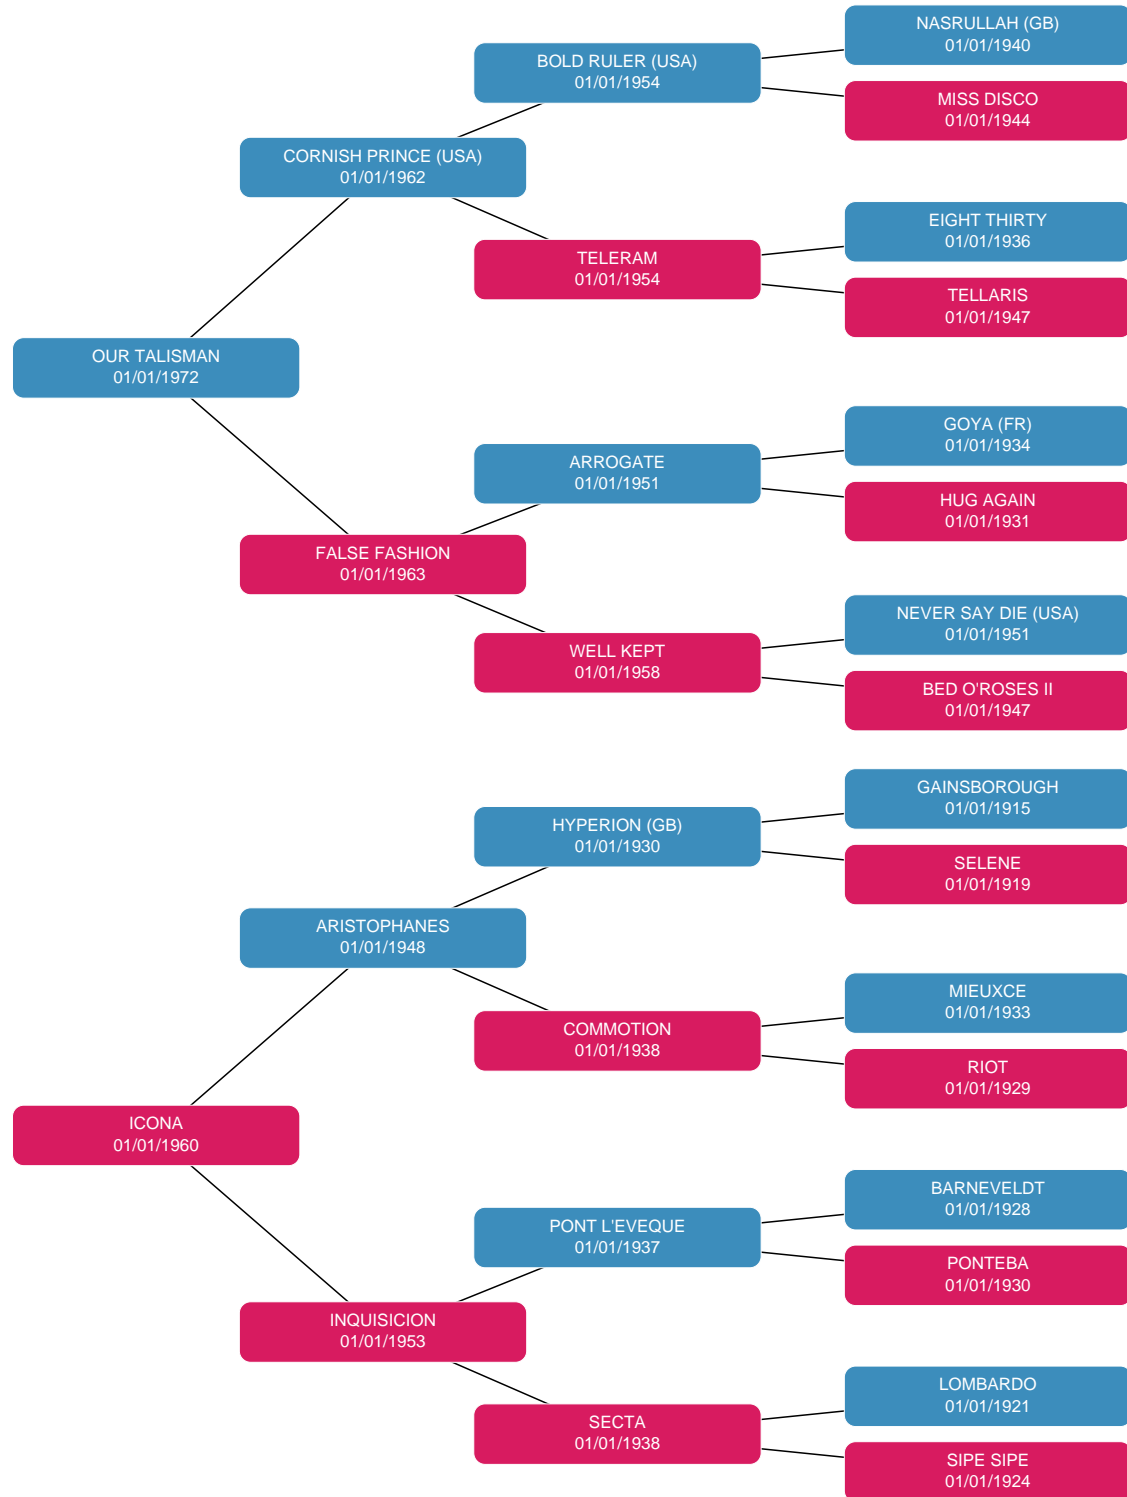 NASRULLAH (GB)
01/01/1940
BOLD RULER (USA)
01/01/1954
MISS DISCO
01/01/1944
CORNISH PRINCE (USA)
01/01/1962
EIGHT THIRTY
01/01/1936
TELERAM
01/01/1954
TELLARIS
01/01/1947
OUR TALISMAN
01/01/1972
GOYA (FR)
01/01/1934
ARROGATE
01/01/1951
HUG AGAIN
01/01/1931
FALSE FASHION
01/01/1963
NEVER SAY DIE (USA)
01/01/1951
WELL KEPT
01/01/1958
BED O'ROSES II
01/01/1947
GAINSBOROUGH
01/01/1915
HYPERION (GB)
01/01/1930
SELENE
01/01/1919
ARISTOPHANES
01/01/1948
MIEUXCE
01/01/1933
COMMOTION
01/01/1938
RIOT
01/01/1929
ICONA
01/01/1960
BARNEVELDT
01/01/1928
PONT L'EVEQUE
01/01/1937
PONTEBA
01/01/1930
INQUISICION
01/01/1953
LOMBARDO
01/01/1921
SECTA
01/01/1938
SIPE SIPE
01/01/1924